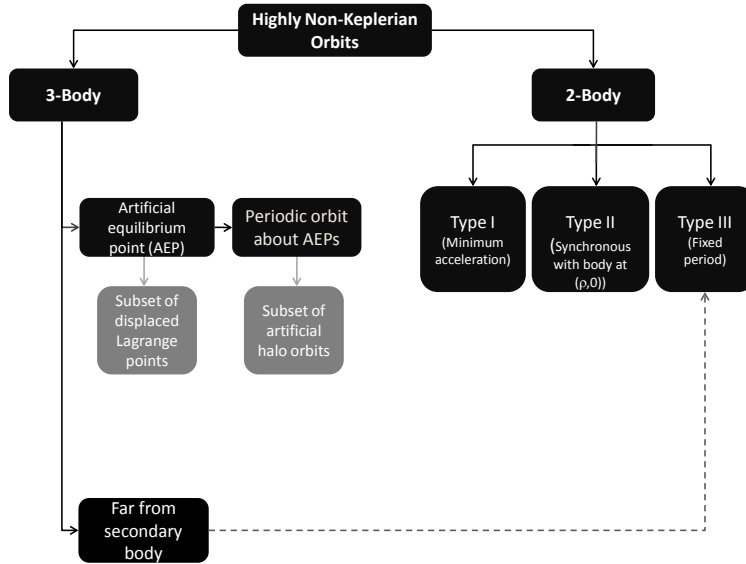 Highly Non-Keplerian
Orbits
3-Body
2-Body
Artificial
equilibrium
point (AEP)
Periodic orbit
about AEPs
Type I
(Minimum
acceleration)
Type II
(Synchronous
with body at
(ρ,0))
Type III
(Fixed
period)
Subset of
displaced
Lagrange
points
Subset of
artificial
halo orbits
Far from
secondary
body